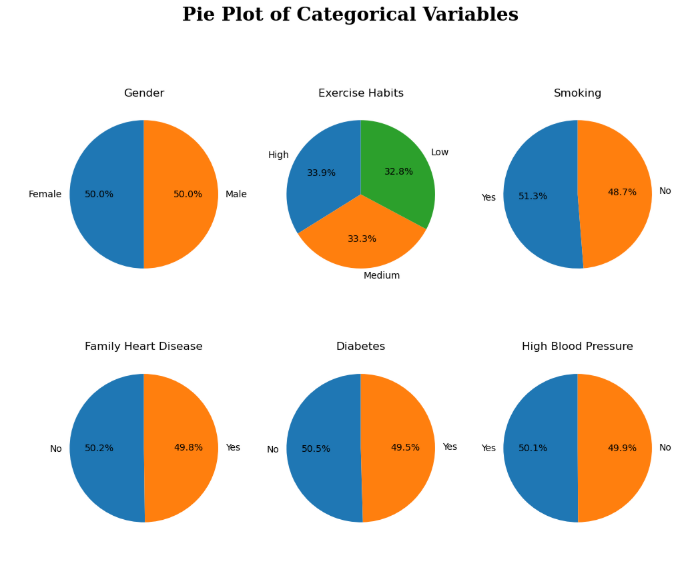 Pie Plot of Categorical Variables
Gender
Female
50.0%
50.0%
Male
Exercise Habits
High
33.9%
32.8%
Low
33.3%
Medium
Smoking
Yes
51.3%
48.7%
No
Family Heart Disease
No
50.2%
49.8%
Yes
Diabetes
No
50.5%
49.5%
Yes
High Blood Pressure
Yes
50.1%
49.9%
No